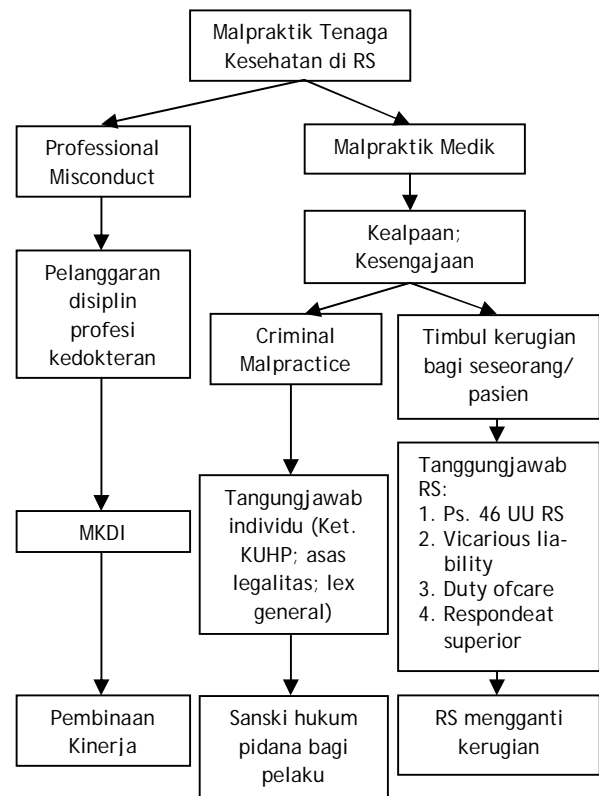 Malpraktik Tenaga
Kesehatan di RS
Professional
Misconduct
Malpraktik Medik
Kealpaan;
Kesengajaan
Pelanggaran
disiplin
profesi
kedokteran
Criminal
Malpractice
Timbul kerugian
bagi seseorang/
pasien
MKDI
Tangungjawab
individu (Ket.
KUHP; asas
legalitas; lex
general)
Tanggungjawab
RS:
1. Ps. 46 UU RS
2. Vicarious lia-
bility
3. Duty ofcare
4. Respondeat
superior
Pembinaan
Kinerja
Sanski hukum
pidana bagi
pelaku
RS mengganti
kerugian